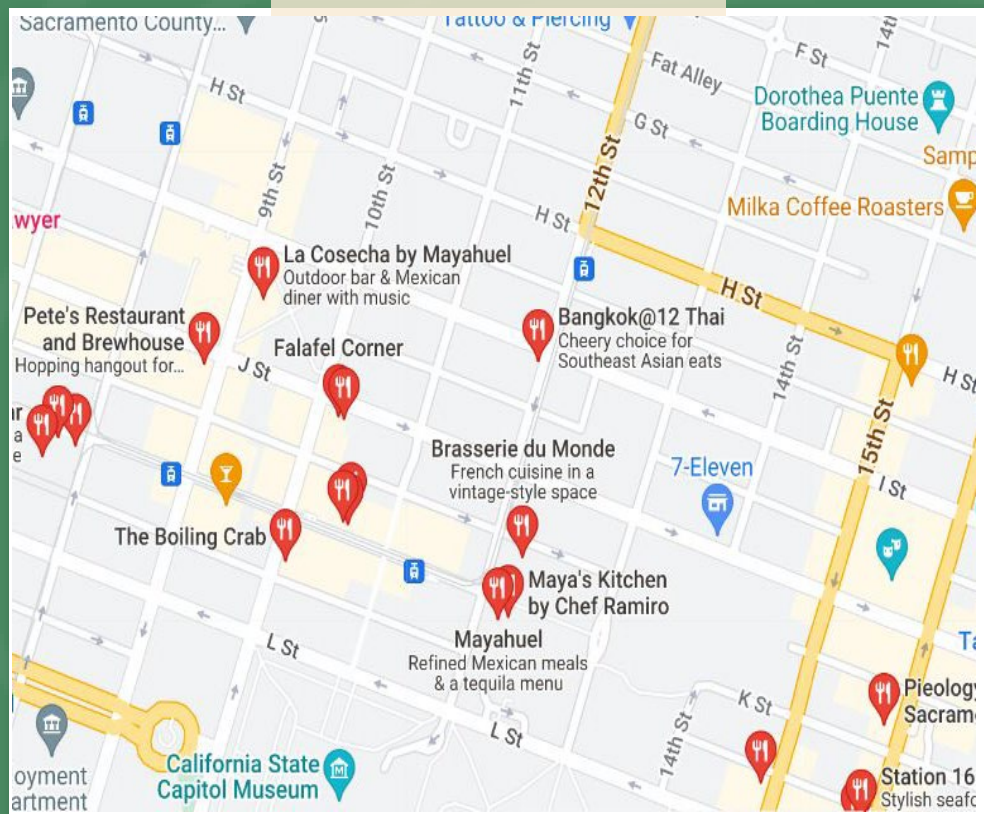 Sacramento County...
Tattoo & Piercing
14th
F St
11th St
Fat Alley
H St
Dorothea Puente
Boarding House
G St
12th St
Samp
9th St
10th St
Milka Coffee Roasters
wyer
H St
La Cosecha by Mayahuel
Outdoor bar & Mexican
diner with music
H St
Pete's Restaurant
and Brewhouse
Hopping hangout for...
Bangkok@12 Thai
Cheery choice for
Southeast Asian eats
Falafel Corner
J St
14th St
H St
ar
a
e
15th St
Brasserie du Monde
French cuisine in a
vintage-style space
7-Eleven
I St
The Boiling Crab
Maya's Kitchen
by Chef Ramiro
Mayahuel
Refined Mexican meals
& a tequila menu
L St
Ta
Pieology
Sacram
K St
L St
14th St
California State
Capitol Museum
oyment
artment
Station 16
Stylish seafo